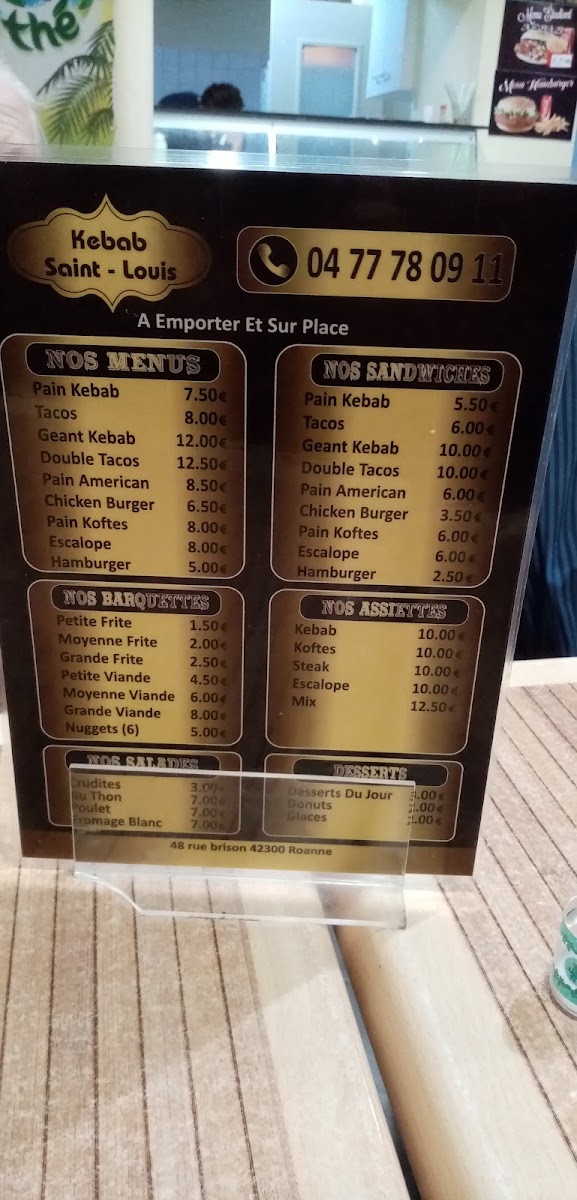 thé
Menu Etudiant
Menu Hamburger
Kebab
Saint - Louis
04 77 78 09 11
A Emporter Et Sur Place
NOS MENUS
Pain Kebab 7.50€
Tacos 8.00€
Geant Kebab 12.00€
Double Tacos 12.50€
Pain American 8.50€
Chicken Burger 6.50€
Pain Koftes 8.00€
Escalope 8.00€
Hamburger 5.00€
NOS SANDWICHES
Pain Kebab 5.50€
Tacos 6.00€
Geant Kebab 10.00€
Double Tacos 10.00€
Pain American 6.00€
Chicken Burger 3.50€
Pain Koftes 6.00€
Escalope 6.00€
Hamburger 2.50€
NOS BARQUETTES
Petite Frite 1.50€
Moyenne Frite 2.00€
Grande Frite 2.50€
Petite Viande 4.50€
Moyenne Viande 6.00€
Grande Viande 8.00€
Nuggets (6) 5.00€
NOS ASSIETTES
Kebab 10.00€
Koftes 10.00€
Steak 10.00€
Escalope 10.00€
Mix 12.50€
NOS SALADES
Crudites 3.00€
Au Thon 7.00€
Poulet 7.00€
Fromage Blanc 7.00€
DESSERTS
Desserts Du Jour
Donuts
Glaces
48 rue brison 42300 Roanne